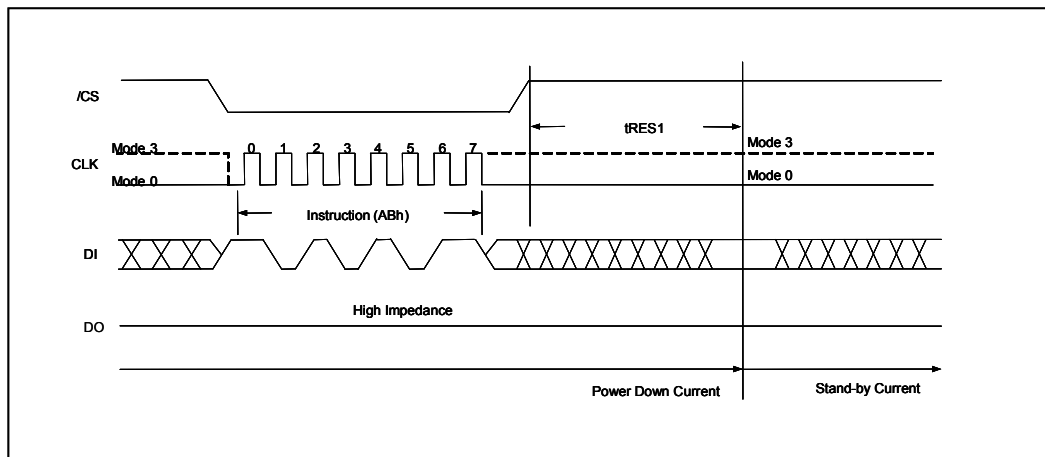 /CS
tRES1
Mode 3
CLK
Mode 0
0 1 2 3 4 5 6 7
Mode 3
Mode 0
Instruction (ABh)
DI
High Impedance
DO
Power Down Current
Stand-by Current